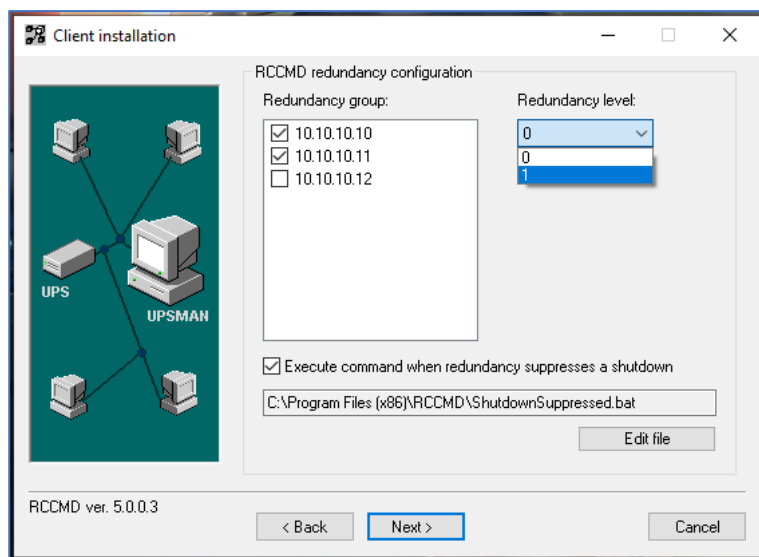 Client installation
RCCMD redundancy configuration
Redundancy group:
Redundancy level:
10.10.10.10
10.10.10.11
10.10.10.12
0
0
1
UPS
UPSMAN
Execute command when redundancy suppresses a shutdown
C:\Program Files (x86)\RCCMD\ShutdownSuppressed.bat
Edit file
RCCMD ver. 5.0.0.3
< Back
Next >
Cancel